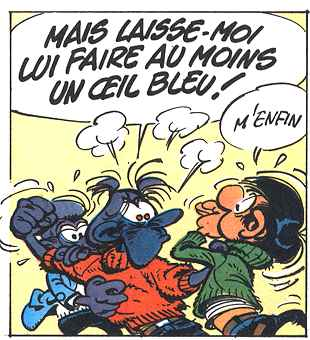 MAIS LAISSE-MOI
LUI FAIRE AU MOINS
UN ŒIL BLEU!
M'ENFIN